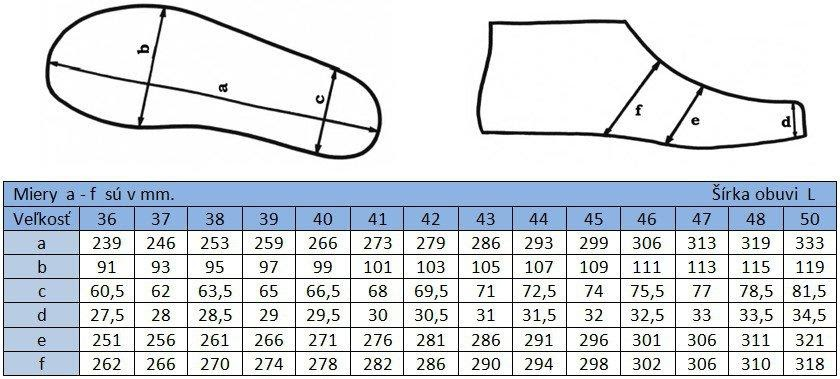 b
a
c
f
e
d
Miery a - f sú v mm. Šírka obuvi L
Veľkosť 36 37 38 39 40 41 42 43 44 45 46 47 48 50
a 239 246 253 259 266 273 279 286 293 299 306 313 319 333
b 91 93 95 97 99 101 103 105 107 109 111 113 115 119
c 60,5 62 63,5 65 66,5 68 69,5 71 72,5 74 75,5 77 78,5 81,5
d 27,5 28 28,5 29 29,5 30 30,5 31 31,5 32 32,5 33 33,5 34,5
e 251 256 261 266 271 276 281 286 291 296 301 306 311 321
f 262 266 270 274 278 282 286 290 294 298 302 306 310 318